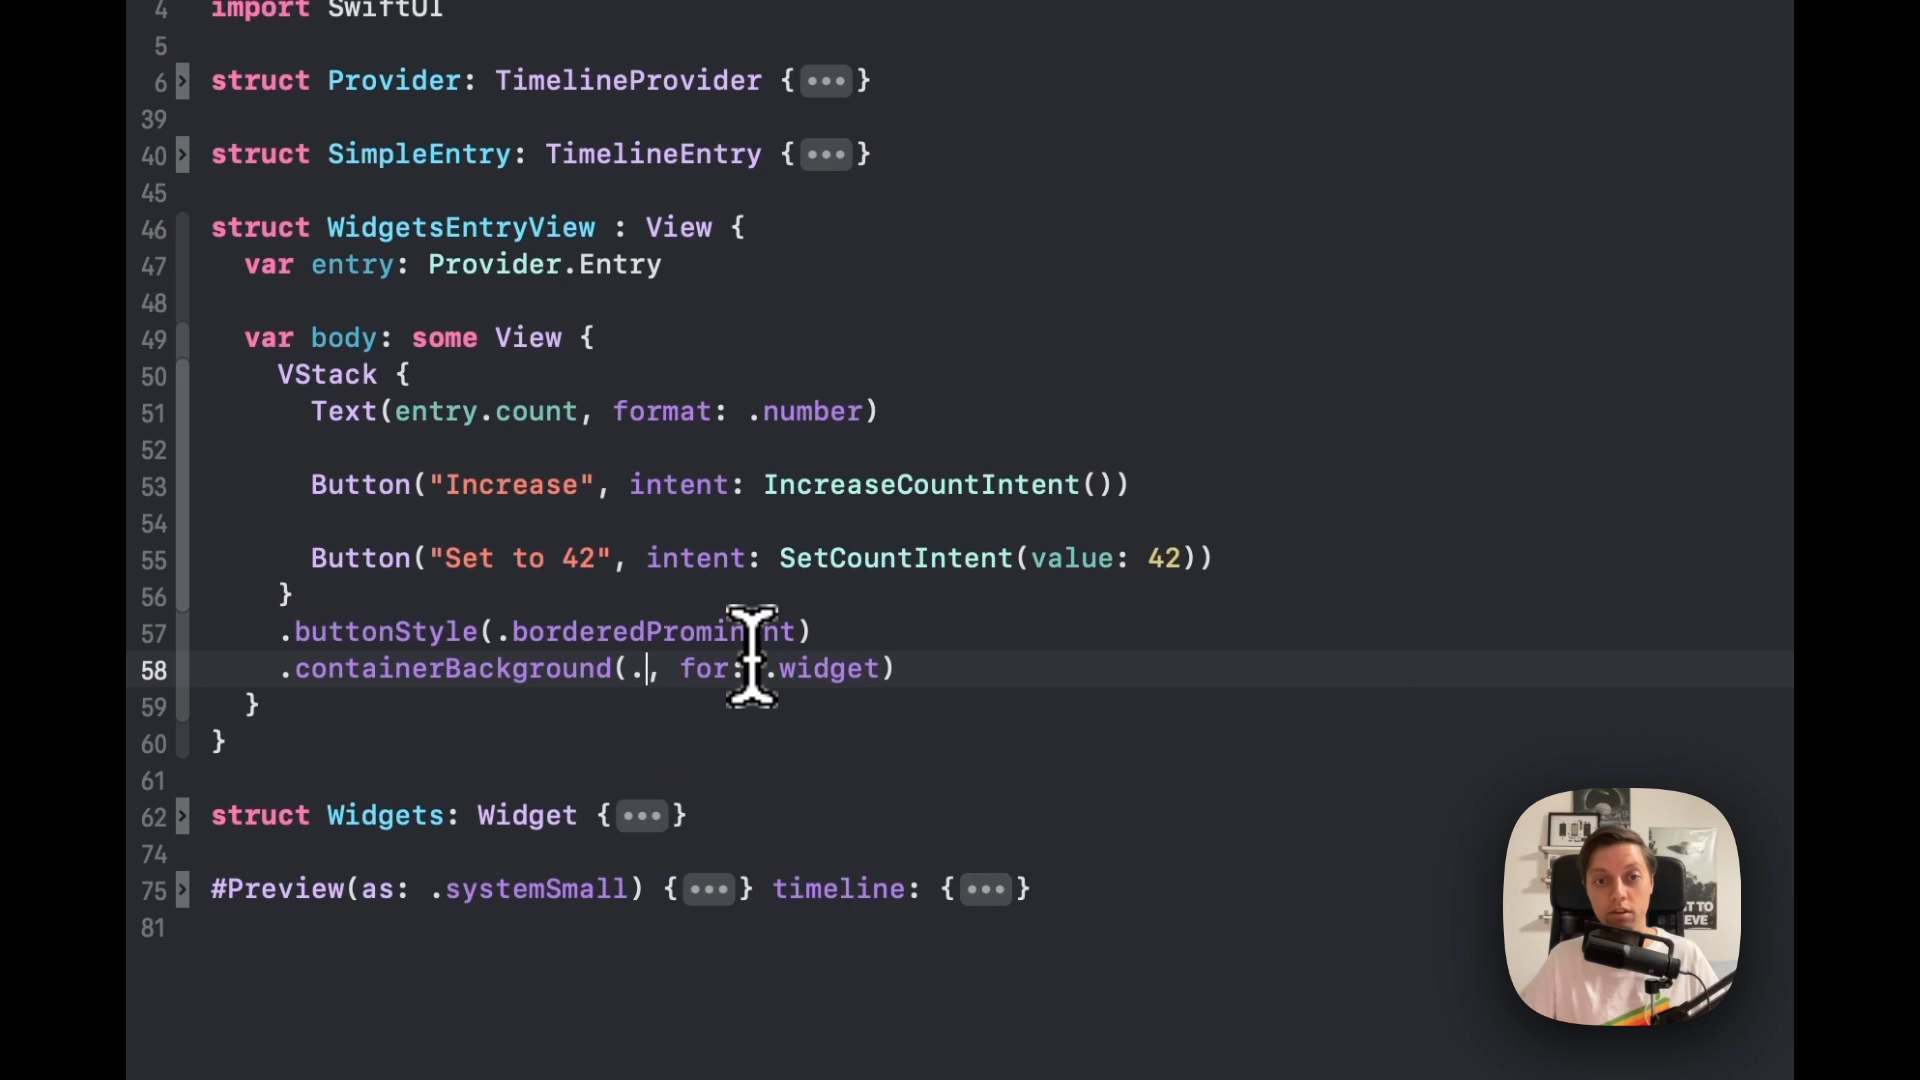 4 import SwiftUI
5
6 struct Provider: TimelineProvider {•••}
39
40 struct SimpleEntry: TimelineEntry {•••}
45
46 struct WidgetsEntryView : View {
47 var entry: Provider.Entry
48
49 var body: some View {
50 VStack {
51 Text(entry.count, format: .number)
52
53 Button("Increase", intent: IncreaseCountIntent())
54
55 Button("Set to 42", intent: SetCountIntent(value: 42))
56 }
57 .buttonStyle(.borderedProminent)
58 .containerBackground(., for: .widget)
59 }
60 }
61
62 struct Widgets: Widget {•••}
74
75 #Preview(as: .systemSmall) {•••} timeline: {•••}
81